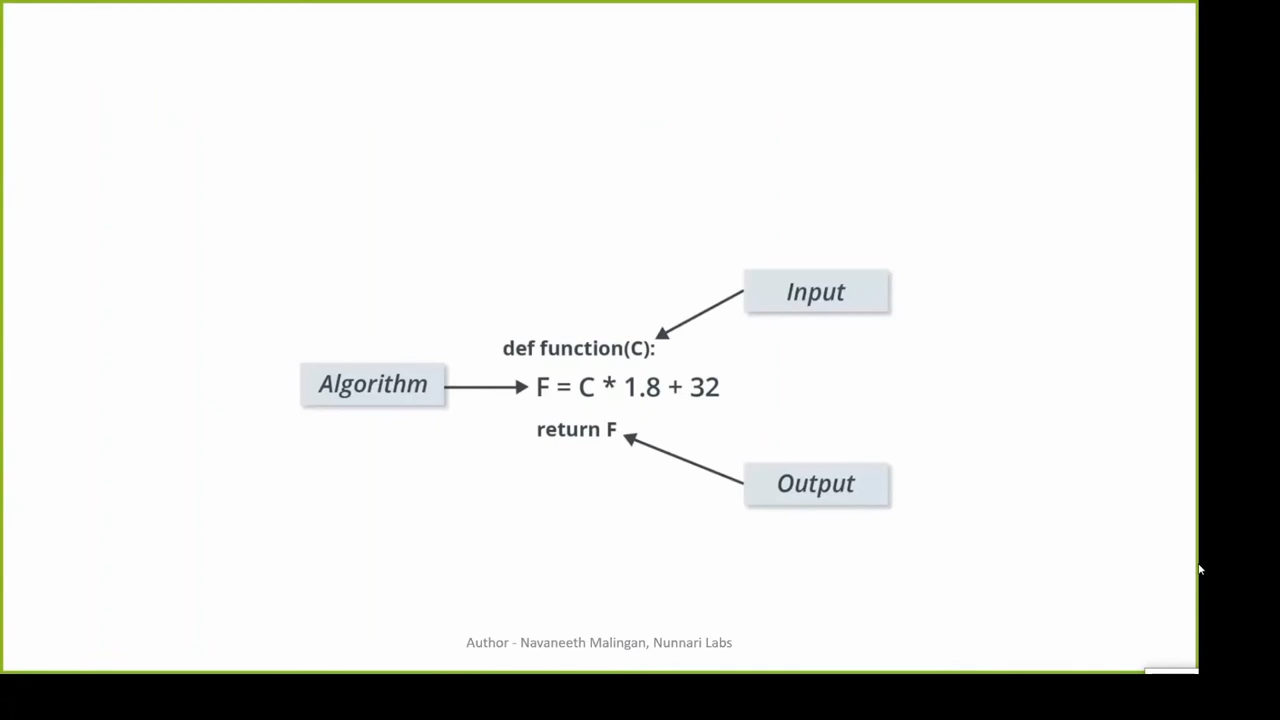 Input
def function(C):
Algorithm
F = C * 1.8 + 32
return F
Output
Author - Navaneeth Malingan, Nunnari Labs